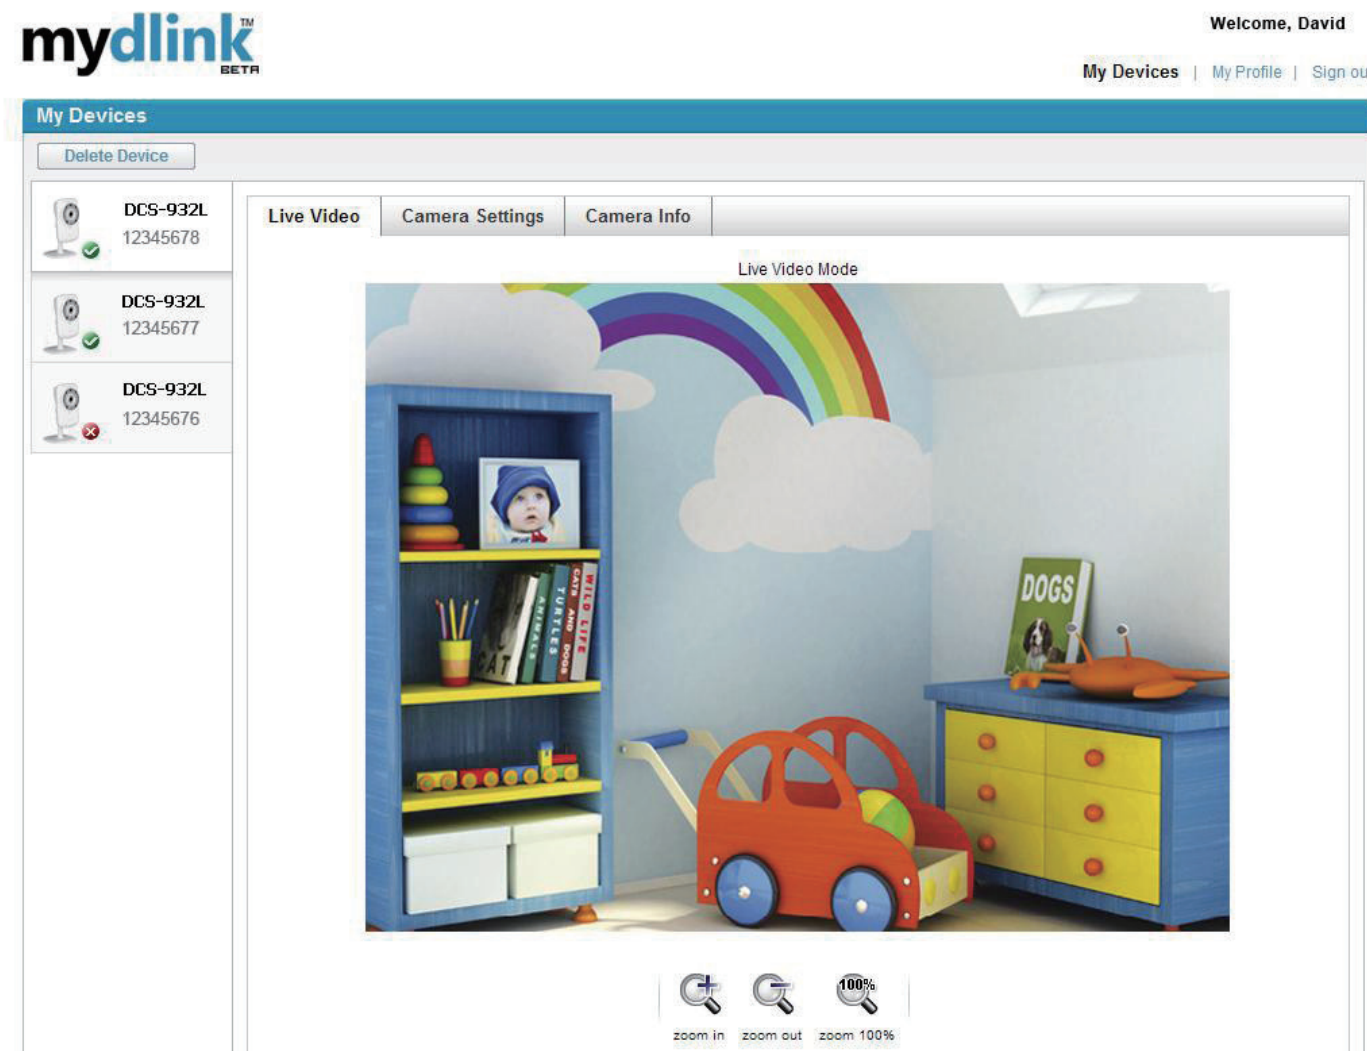 mydlink™
BETA
Welcome, David
My Devices | My Profile | Sign ou
My Devices
Delete Device
DCS-932L
12345678
DCS-932L
12345677
DCS-932L
12345676
Live Video
Camera Settings
Camera Info
Live Video Mode
CAT
ANIMALS
TURTLES
CATS AND DOGS
WILD LIFE
DOGS
100%
zoom in
zoom out
zoom 100%